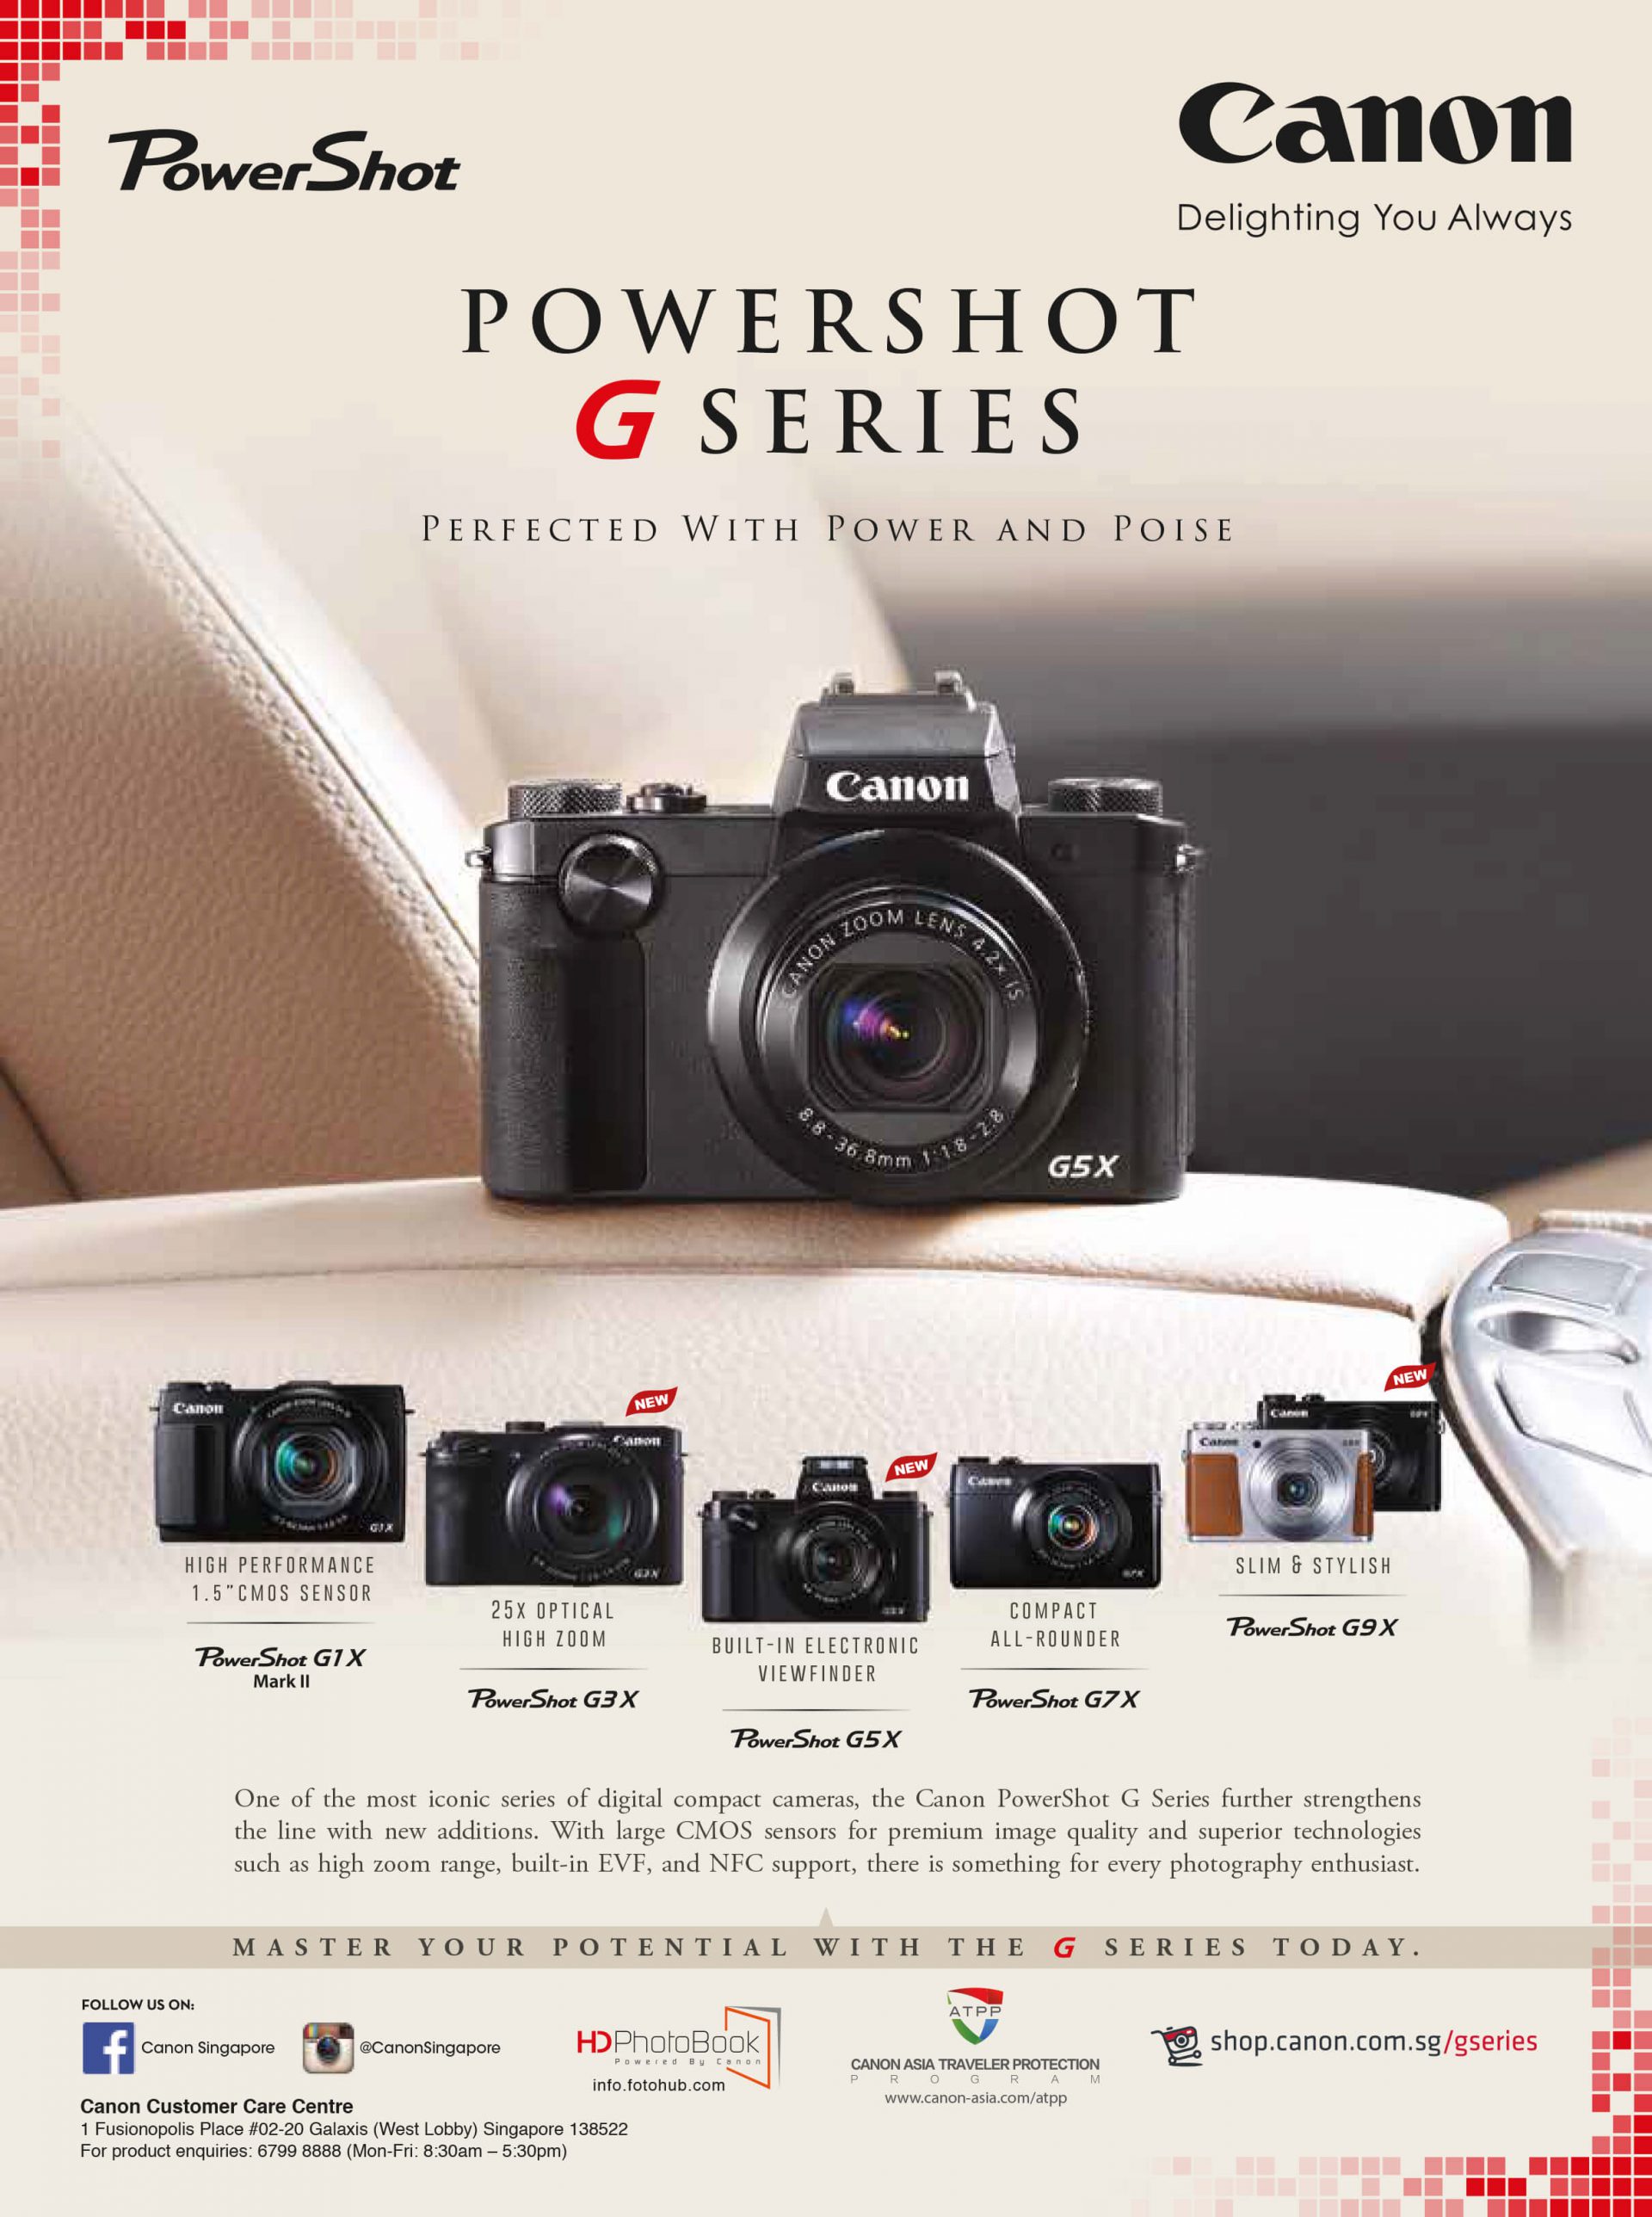 PowerShot
Canon
Delighting You Always
POWERSHOT
G SERIES
PERFECTED WITH POWER AND POISE
Canon
CANON ZOOM LENS 4.2x IS
8.8-36.8mm 1:1.8-2.8
G5X
NEW
NEW
NEW
Canon
G1X
Canon
G3X
Canon
Canon
G7X
Canon
Canon
HIGH PERFORMANCE
1.5"CMOS SENSOR
PowerShot G1X
Mark II
25X OPTICAL
HIGH ZOOM
PowerShot G3X
BUILT-IN ELECTRONIC
VIEWFINDER
PowerShot G5X
COMPACT
ALL-ROUNDER
PowerShot G7X
SLIM & STYLISH
PowerShot G9X
One of the most iconic series of digital compact cameras, the Canon PowerShot G Series further strengthens
the line with new additions. With large CMOS sensors for premium image quality and superior technologies
such as high zoom range, built-in EVF, and NFC support, there is something for every photography enthusiast.
MASTER YOUR POTENTIAL WITH THE G SERIES TODAY.
FOLLOW US ON:
Canon Singapore
@CanonSingapore
HDPhotoBook
Powered By Canon
info.fotohub.com
ATPP
CANON ASIA TRAVELER PROTECTION
PROGRAM
www.canon-asia.com/atpp
shop.canon.com.sg/gseries
Canon Customer Care Centre
1 Fusionopolis Place #02-20 Galaxis (West Lobby) Singapore 138522
For product enquiries: 6799 8888 (Mon-Fri: 8:30am – 5:30pm)